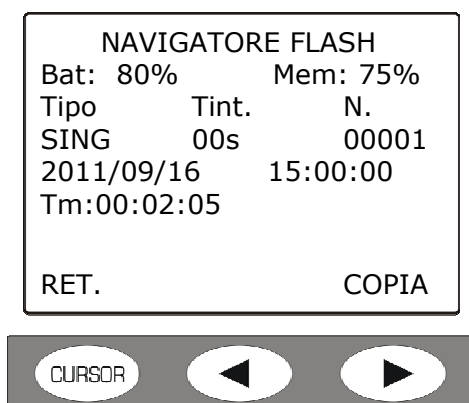 NAVIGATORE FLASH
Bat: 80% Mem: 75%
Tipo Tint. N.
SING 00s 00001
2011/09/16 15:00:00
Tm:00:02:05
RET. COPIA
CURSOR